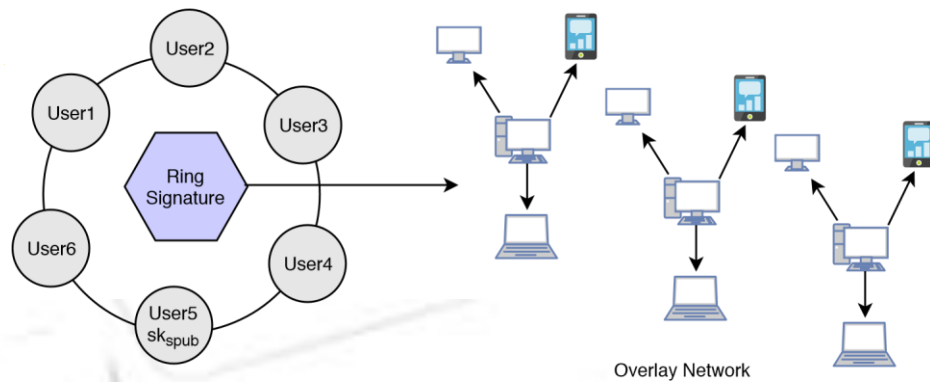 User2
User1
User3
Ring
Signature
User6
User4
User5
sk_spub
Overlay Network